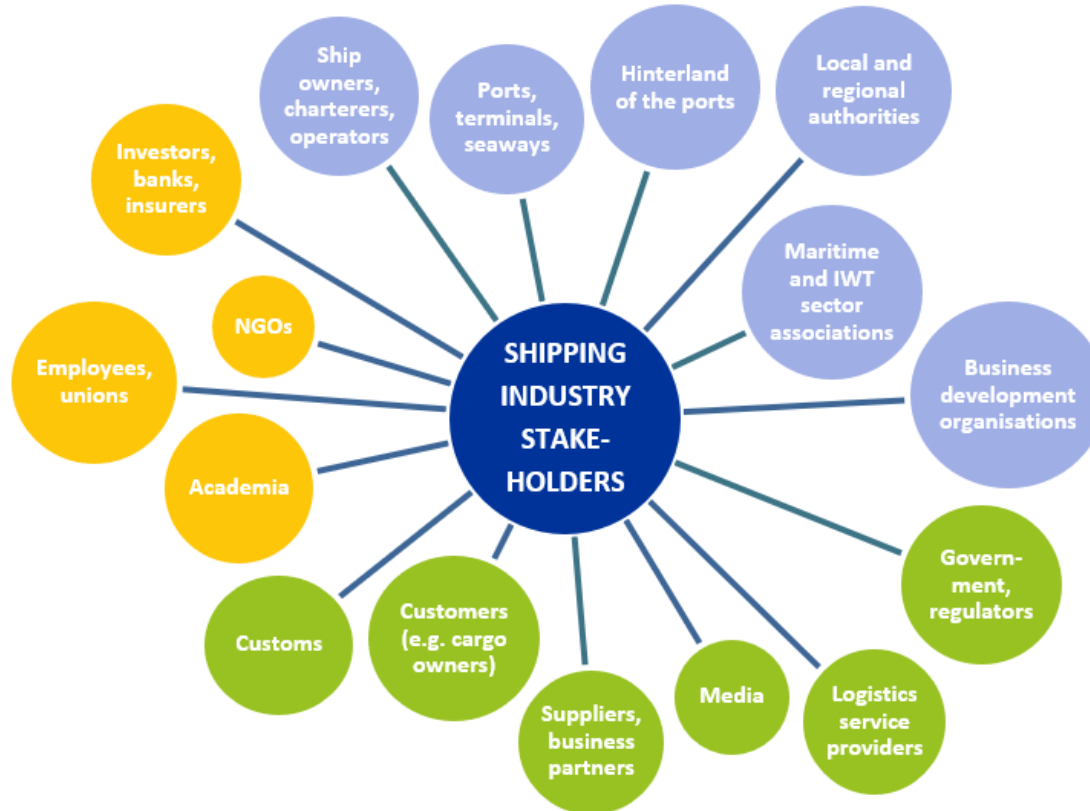 Ship
owners,
charterers,
operators
Ports,
terminals,
seaways
Hinterland
of the ports
Local and
regional
authorities
Investors,
banks,
insurers
Maritime
and IWT
sector
associations
NGOs
Employees,
unions
SHIPPING
INDUSTRY
STAKE-
HOLDERS
Business
development
organisations
Academia
Govern-
ment,
regulators
Customs
Customers
(e.g. cargo
owners)
Suppliers,
business
partners
Media
Logistics
service
providers